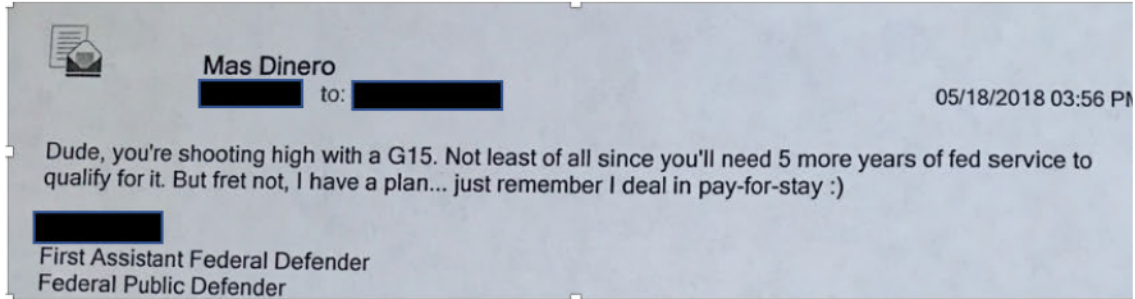 Mas Dinero
to:
05/18/2018 03:56 PM
Dude, you're shooting high with a G15. Not least of all since you'll need 5 more years of fed service to
qualify for it. But fret not, I have a plan... just remember I deal in pay-for-stay :)
First Assistant Federal Defender
Federal Public Defender